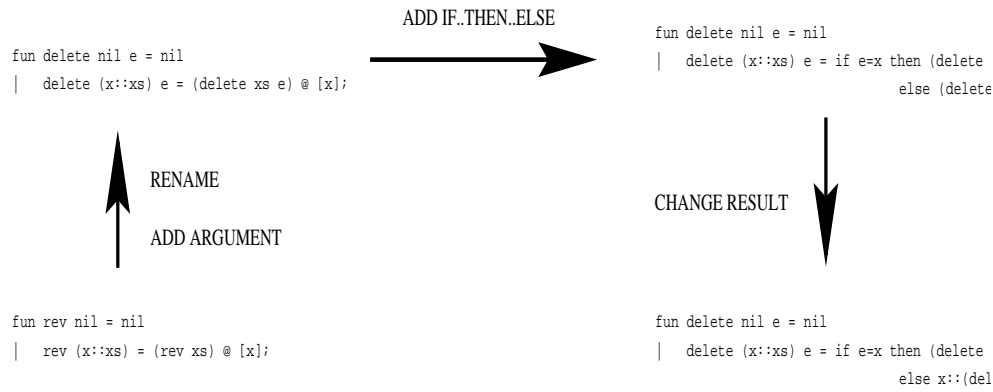 ADD IF..THEN..ELSE
fun delete nil e = nil
| delete (x::xs) e = (delete xs e) @ [x];
fun delete nil e = nil
| delete (x::xs) e = if e=x then (delete
else (delete
RENAME
ADD ARGUMENT
CHANGE RESULT
fun rev nil = nil
| rev (x::xs) = (rev xs) @ [x];
fun delete nil e = nil
| delete (x::xs) e = if e=x then (delete
else x::(del